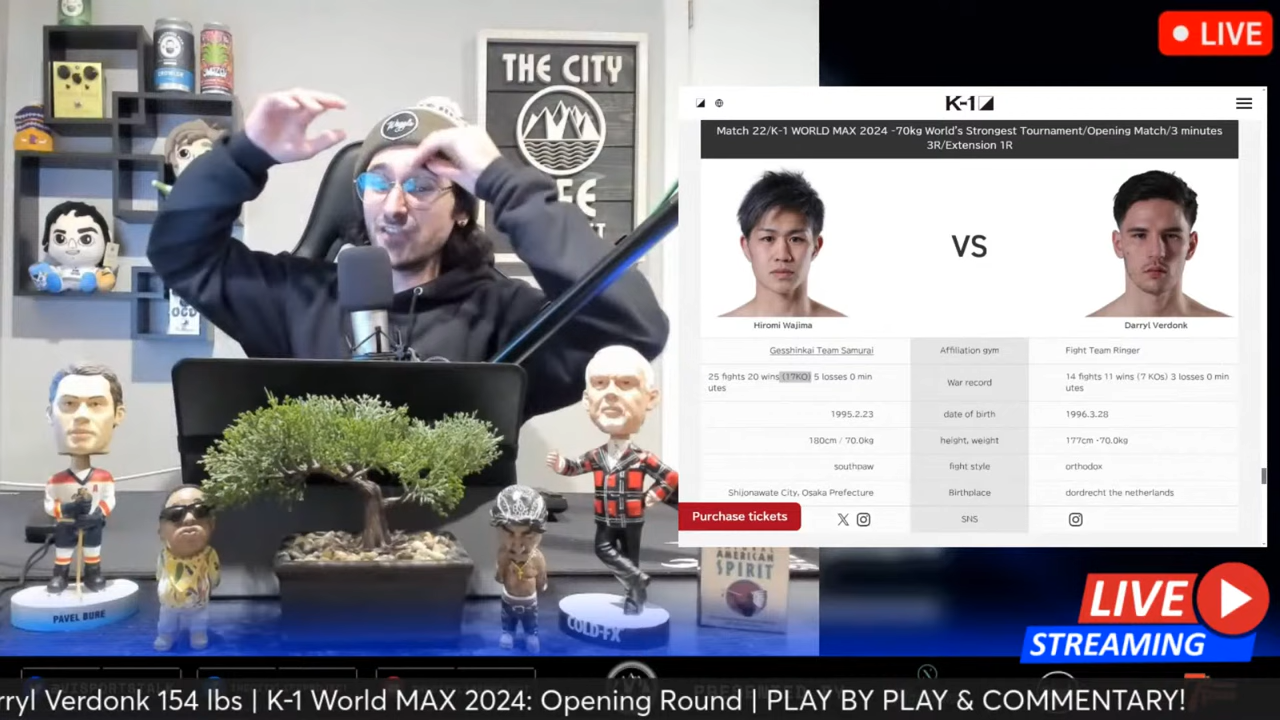 LIVE
THE CITY
K-1
Match 22/K-1 WORLD MAX 2024 -70kg World's Strongest Tournament/Opening Match/3 minutes
3R/Extension 1R
VS
Hiromi Wajima
Darryl Verdonk
Gesshinkai Team Samurai
Affiliation gym
Fight Team Ringer
25 fights 20 wins (17KO) 5 losses 0 min
utes
War record
14 losses 11 wins (7 KOs) 3 losses 0 min
utes
1995.2.23
date of birth
1996.3.28
180cm / 70.0kg
height, weight
177cm ·70.0kg
southpaw
fight style
orthodox
Shijonawate City, Osaka Prefecture
Birthplace
dordrecht the netherlands
Purchase tickets
SNS
AMERICAN
SPIRIT
PAVEL BURE
COLD-FX
LIVE
STREAMING
rryl Verdonk 154 lbs | K-1 World MAX 2024: Opening Round | PLAY BY PLAY & COMMENTARY!